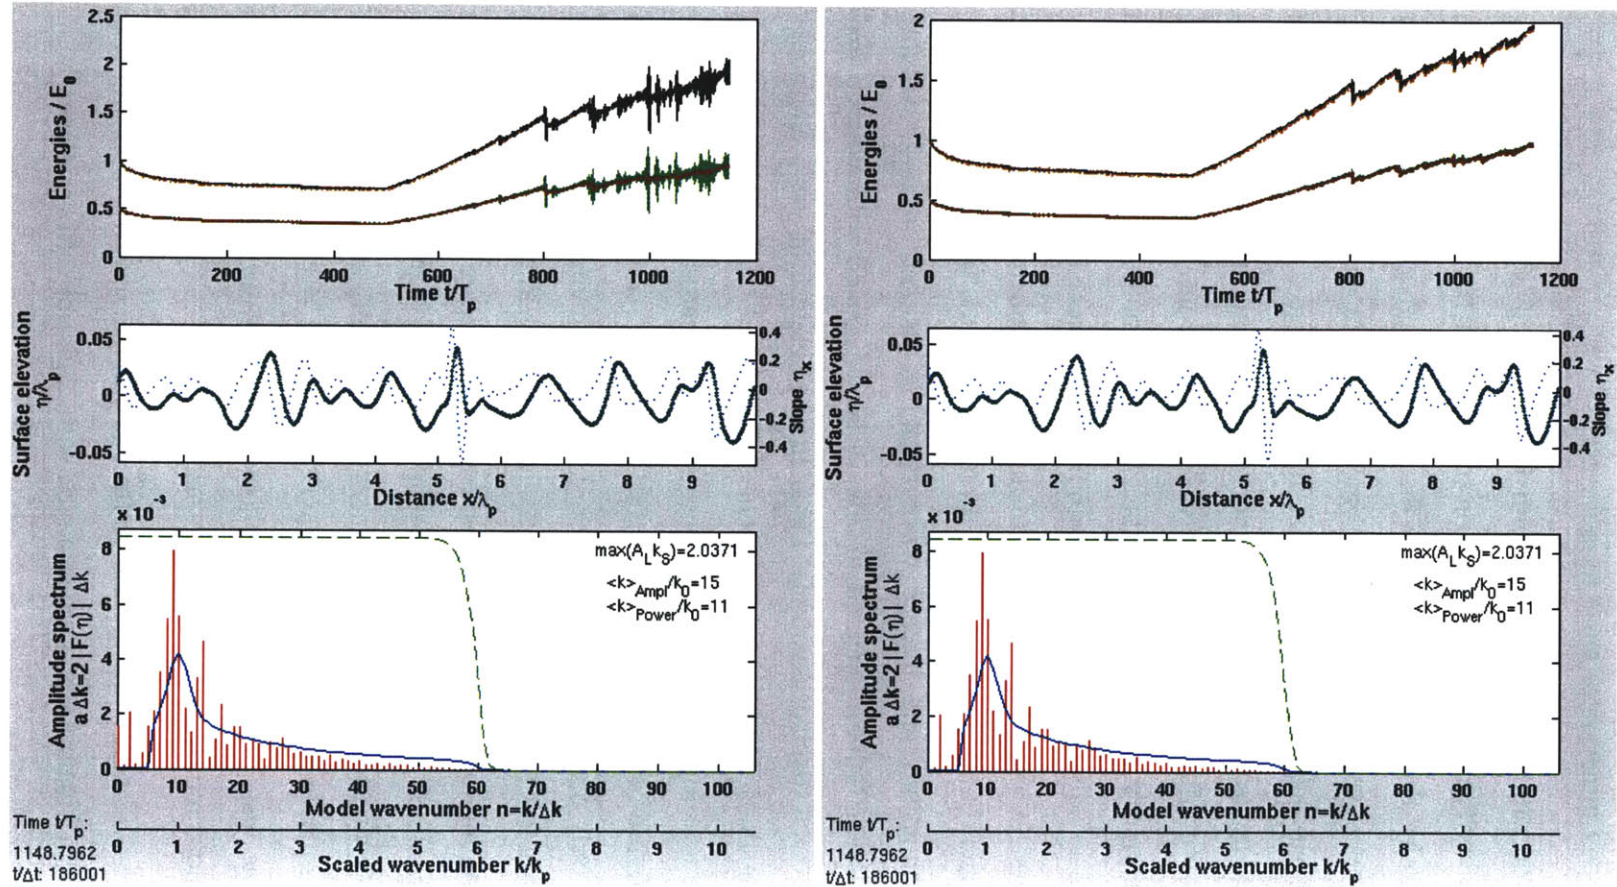 2.5
2
1.5
1
0.5
0
Energies / E0
0 200 400 600 800 1000 1200
Time t/Tp
0.05
0
-0.05
Surface elevation
η/λp
0.4
0.2
0
-0.2
-0.4
Slope ηx
0 1 2 3 4 5 6 7 8 9
Distance x/λp
x 10-3
8
6
4
2
0
Amplitude spectrum
a Δk=2|F(η)| Δk
max(ALkS)=2.0371
<k>Ampl/k0=15
<k>Power/k0=11
0 10 20 30 40 50 60 70 80 90 100
Model wavenumber n=k/Δk
Time t/Tp:
1148.7962
t/Δt: 186001
0 1 2 3 4 5 6 7 8 9 10
Scaled wavenumber k/kp
2
1.5
1
0.5
0
Energies / E0
0 200 400 600 800 1000 1200
Time t/Tp
0.05
0
-0.05
Surface elevation
η/λp
0.4
0.2
0
-0.2
-0.4
Slope ηx
0 1 2 3 4 5 6 7 8 9
Distance x/λp
x 10-3
8
6
4
2
0
Amplitude spectrum
a Δk=2|F(η)| Δk
max(ALkS)=2.0371
<k>Ampl/k0=15
<k>Power/k0=11
0 10 20 30 40 50 60 70 80 90 100
Model wavenumber n=k/Δk
Time t/Tp:
1148.7962
t/Δt: 186001
0 1 2 3 4 5 6 7 8 9 10
Scaled wavenumber k/kp